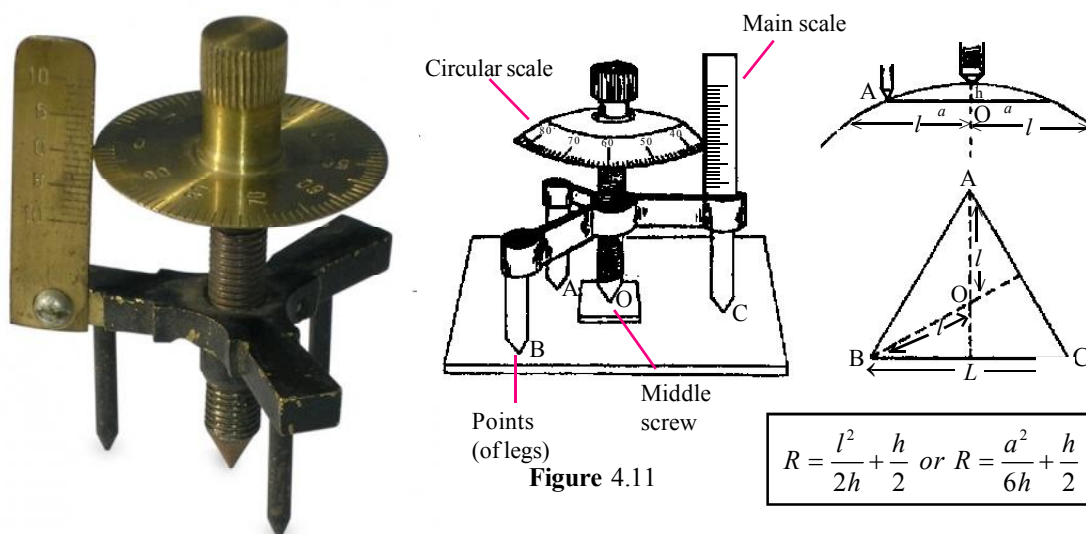 10
5
0
5
10
70
Main scale
Circular scale
80
70
60
50
40
A
O
C
B
Points
(of legs)
Middle
screw
Figure 4.11
h
A
a
O
a
l
l
A
l
O
l
B
C
L
R = l²/2h + h/2 or R = a²/6h + h/2